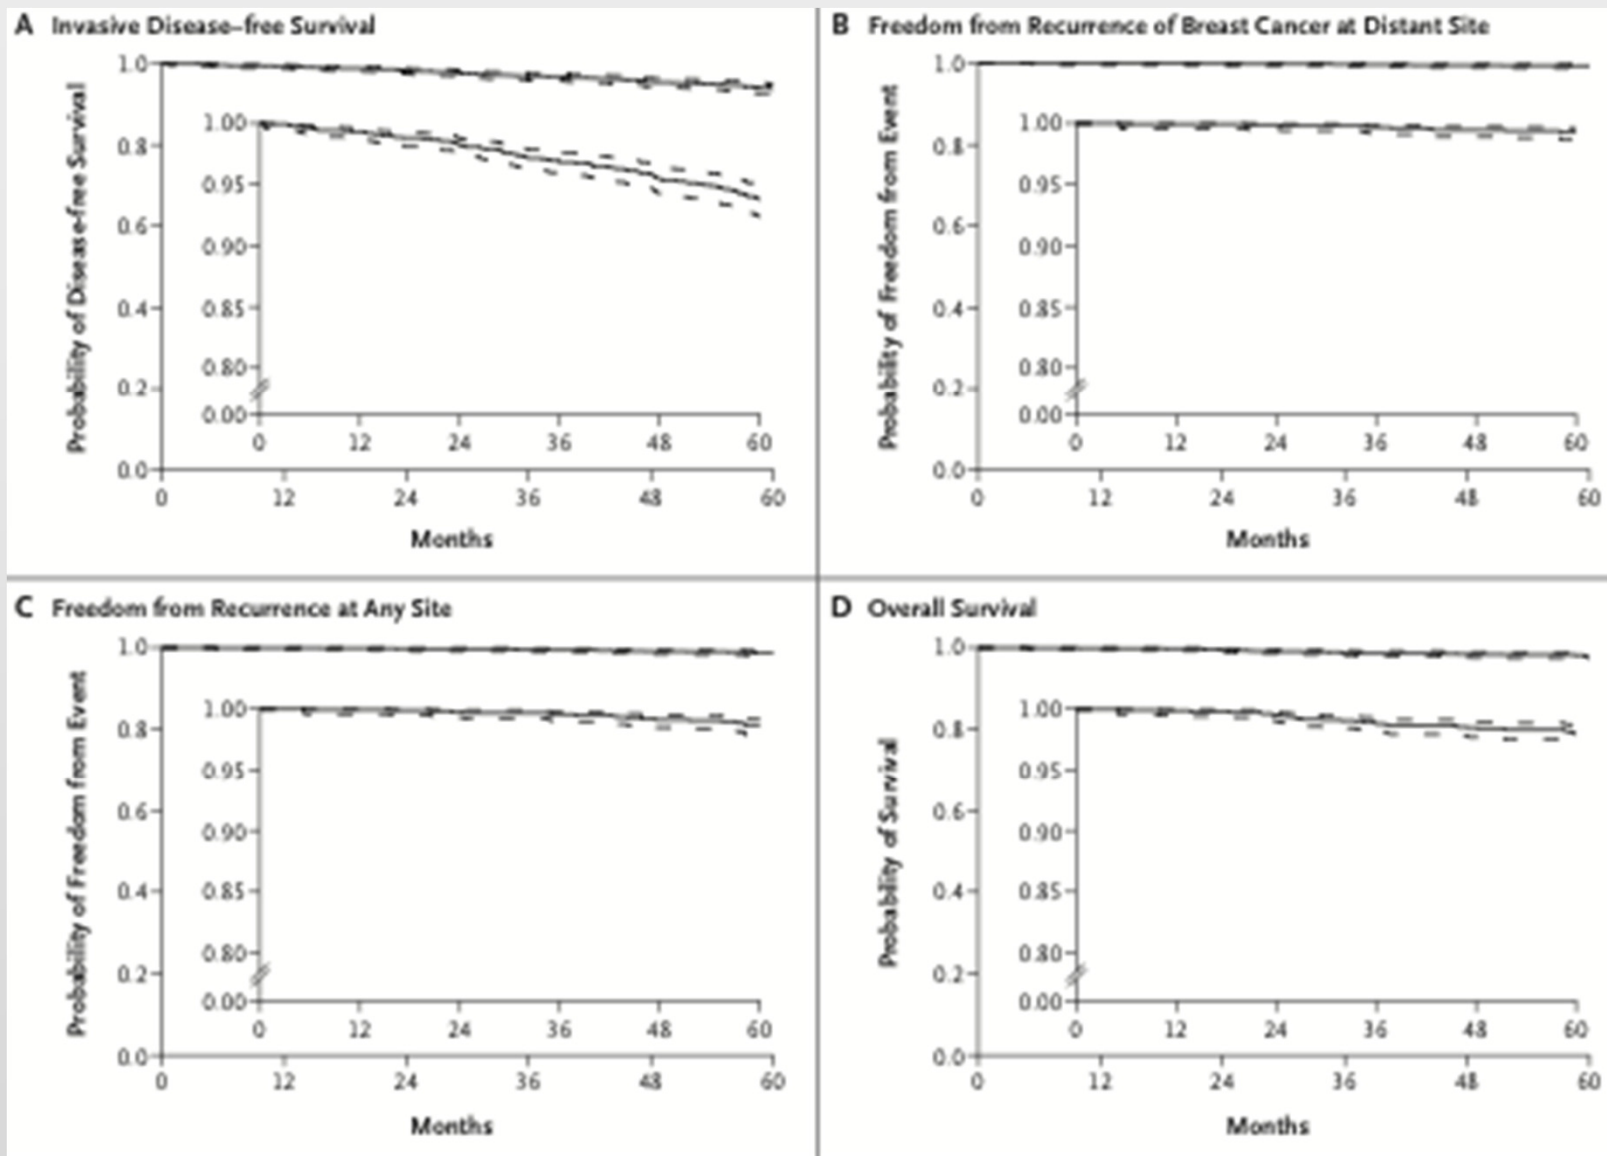 A Invasive Disease–free Survival
Probability of Disease-free Survival
1.0
0.8
0.6
0.4
0.2
0.0
1.00
0.95
0.90
0.85
0.80
0.00
0 12 24 36 48 60
0 12 24 36 48 60
Months
B Freedom from Recurrence of Breast Cancer at Distant Site
Probability of Freedom from Event
1.0
0.8
0.6
0.4
0.2
0.0
1.00
0.95
0.90
0.85
0.80
0.00
0 12 24 36 48 60
0 12 24 36 48 60
Months
C Freedom from Recurrence at Any Site
Probability of Freedom from Event
1.0
0.8
0.6
0.4
0.2
0.0
1.00
0.95
0.90
0.85
0.80
0.00
0 12 24 36 48 60
0 12 24 36 48 60
Months
D Overall Survival
Probability of Survival
1.0
0.8
0.6
0.4
0.2
0.0
1.00
0.95
0.90
0.85
0.80
0.00
0 12 24 36 48 60
0 12 24 36 48 60
Months